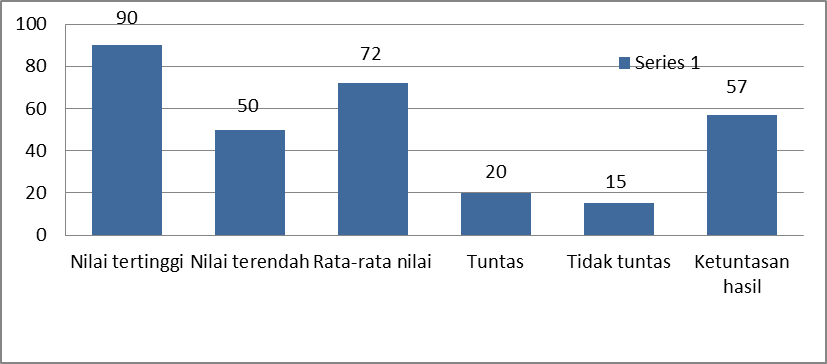 100
80
60
40
20
0
90
50
72
20
15
57
Series 1
Nilai tertinggi
Nilai terendah
Rata-rata nilai
Tuntas
Tidak tuntas
Ketuntasan
hasil